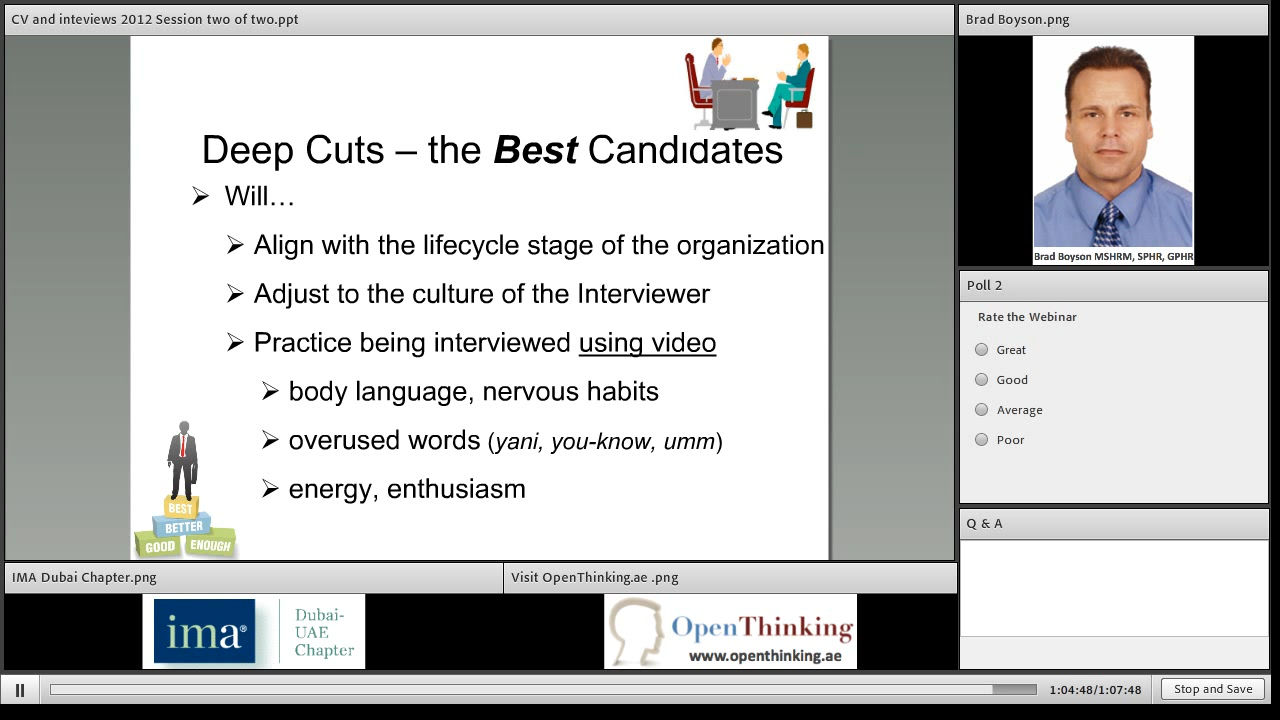 CV and inteviews 2012 Session two of two.ppt
Deep Cuts – the Best Candidates
Will…
Align with the lifecycle stage of the organization
Adjust to the culture of the Interviewer
Practice being interviewed using video
body language, nervous habits
overused words (yani, you-know, umm)
energy, enthusiasm
BEST
BETTER
GOOD ENOUGH
Brad Boyson.png
Brad Boyson MSHRM, SPHR, GPHR
Poll 2
Rate the Webinar
Great
Good
Average
Poor
Q & A
IMA Dubai Chapter.png
ima®
Dubai-
UAE
Chapter
Visit OpenThinking.ae .png
OpenThinking
www.openthinking.ae
1:04:48/1:07:48
Stop and Save